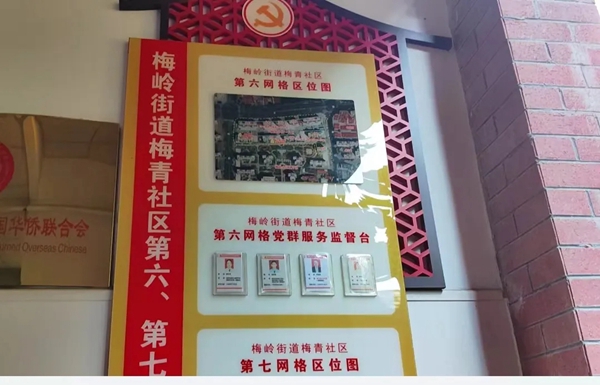 梅岭街道梅青社区第六、第七
梅岭街道梅青社区
第六网格区位图
梅岭街道梅青社区
第六网格党群服务监督台
梅岭街道梅青社区
第七网格区位图
国华侨联合会
Overseas Chinese